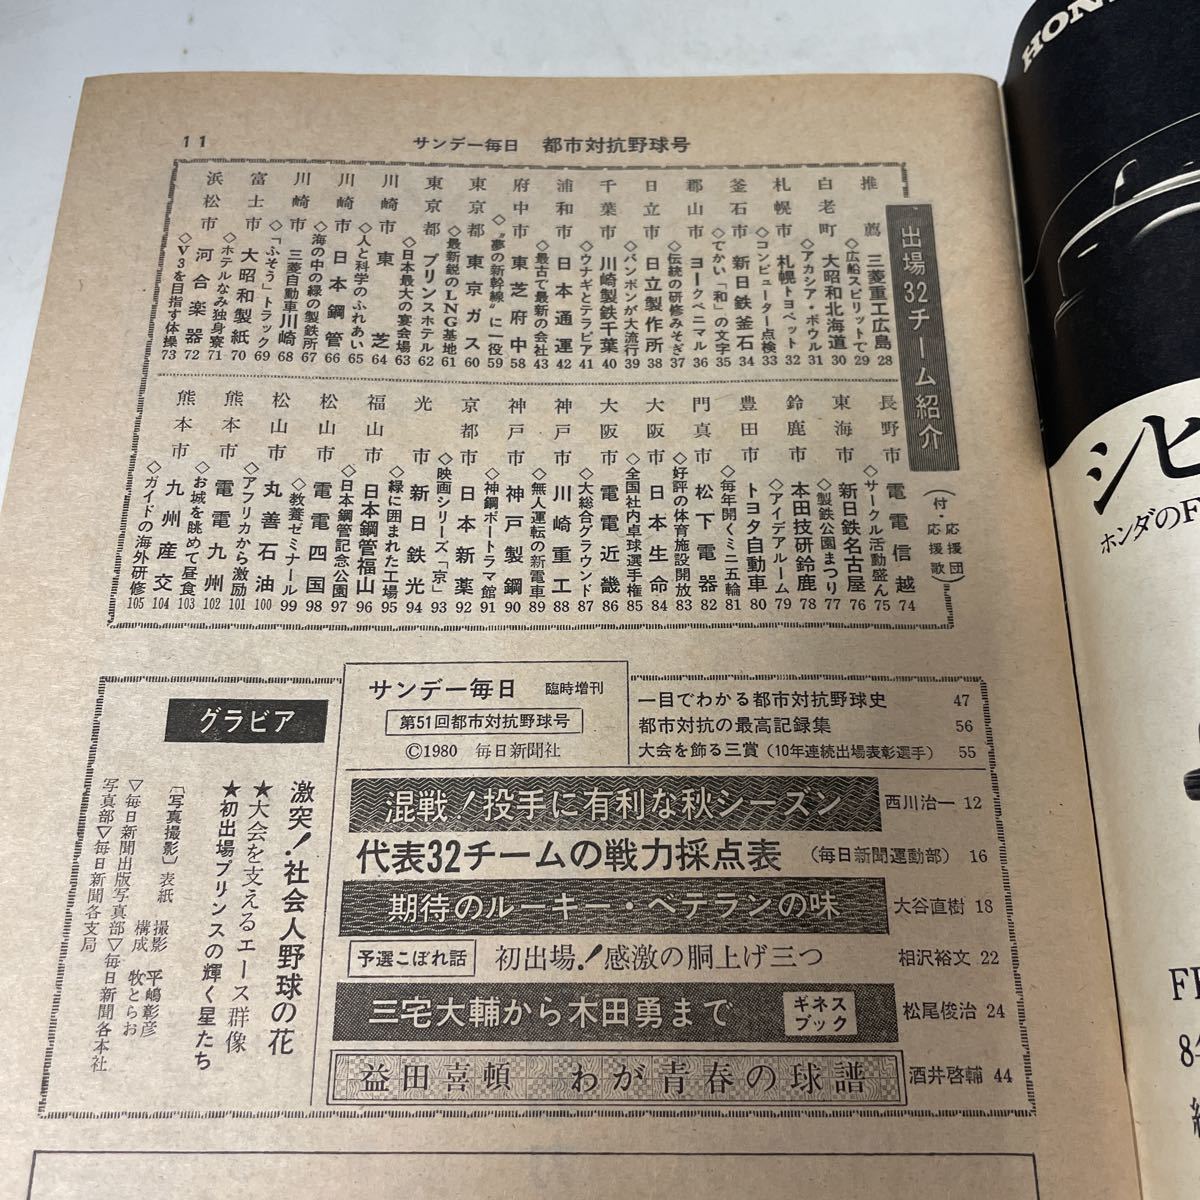 11
サンデー毎日 都市対抗野球号
出場32チーム紹介
(付・応援団 応援歌)
推薦 三菱重工広島 28
◇広船スピリットで 29
白老町 大昭和北海道 30
◇アカシア・ボウル 31
札幌市 札幌トヨペット 32
◇コンピューター点検 33
釜石市 新日鉄釜石 34
◇でかい「和」の文字 35
郡山市 ヨークベニマル 36
◇伝統の研修みそぎ 37
日立市 日立製作所 38
◇バンポンが大流行 39
千葉市 川崎製鉄千葉 40
◇ウナギとテラピア 41
浦和市 日本通運 42
◇最古で最新の会社 43
府中市 東芝府中 58
◇“夢の新幹線”に一役 59
東京都 東京ガス 60
◇最新鋭のLNG基地 61
東京都 プリンスホテル 62
◇日本最大の宴会場 63
川崎市 東芝 64
◇人と科学のふれあい 65
川崎市 日本鋼管 66
◇海の中の緑の製鉄所 67
川崎市 三菱自動車川崎 68
◇「ふそう」トラック 69
富士市 大昭和製紙 70
◇ホテルなみ独身寮 71
浜松市 河合楽器 72
◇V3を目指す体操 73
長野市 電電信越 74
◇サークル活動盛ん 75
東海市 新日鉄名古屋 76
◇製鉄公園まつり 77
鈴鹿市 本田技研鈴鹿 78
◇アイデアルーム 79
豊田市 トヨタ自動車 80
◇毎年開くミニ五輪 81
門真市 松下電器 82
◇好評の体育施設開放 83
大阪市 日本生命 84
◇全国社内卓球選手権 85
大阪市 電電近畿 86
◇大総合グラウンド 87
神戸市 川崎重工 88
◇無人運転の新電車 89
神戸市 神戸製鋼 90
◇神鋼ポートラマ館 91
京都市 日本新薬 92
◇映画シリーズ「京」 93
光市 新日鉄光 94
◇緑に囲まれた工場 95
福山市 日本鋼管福山 96
◇日本鋼管記念公園 97
松山市 電電四国 98
◇教養ゼミナール 99
松山市 丸善石油 100
◇アフリカから激励 101
熊本市 電電九州 102
◇お城を眺めて昼食 103
熊本市 九州産交 104
◇ガイドの海外研修 105
サンデー毎日 臨時増刊
第51回都市対抗野球号
©1980 毎日新聞社
一目でわかる都市対抗野球史 47
都市対抗の最高記録集 56
大会を飾る三賞(10年連続出場表彰選手) 55
混戦!投手に有利な秋シーズン 西川治一 12
代表32チームの戦力採点表 (毎日新聞運動部) 16
期待のルーキー・ベテランの味 大谷直樹 18
予選こぼれ話 初出場!感激の胴上げ三つ 相沢裕文 22
三宅大輔から木田勇まで ギネスブック 松尾俊治 24
益田喜頓 わが青春の球譜 酒井啓輔 44
グラビア
激突!社会人野球の花
★大会を支えるエース群像
★初出場プリンスの輝く星たち
〔写真撮影〕表紙 撮影 平嶋彰彦
構成 牧とらお
▽毎日新聞出版写真部▽毎日新聞各本社
写真部▽毎日新聞各支局
HON
シビ
ホンダのF